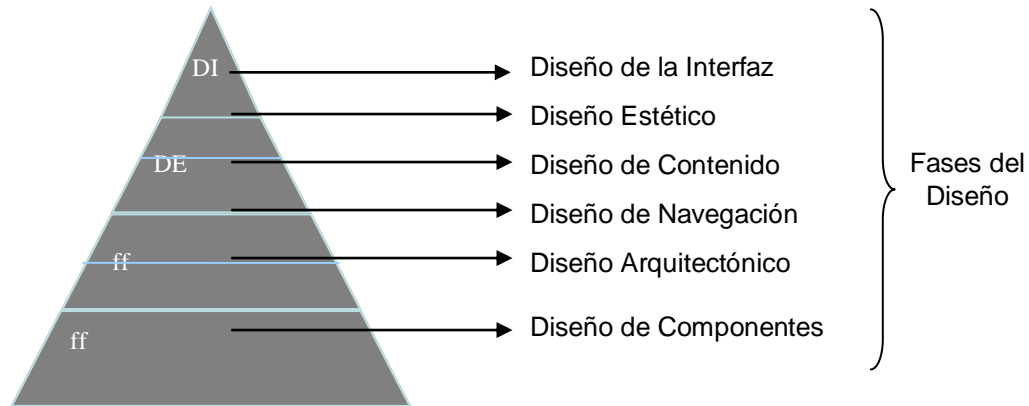 DI
Diseño de la Interfaz
Diseño Estético
DE
Diseño de Contenido
Diseño de Navegación
ff
Diseño Arquitectónico
ff
Diseño de Componentes
Fases del
Diseño